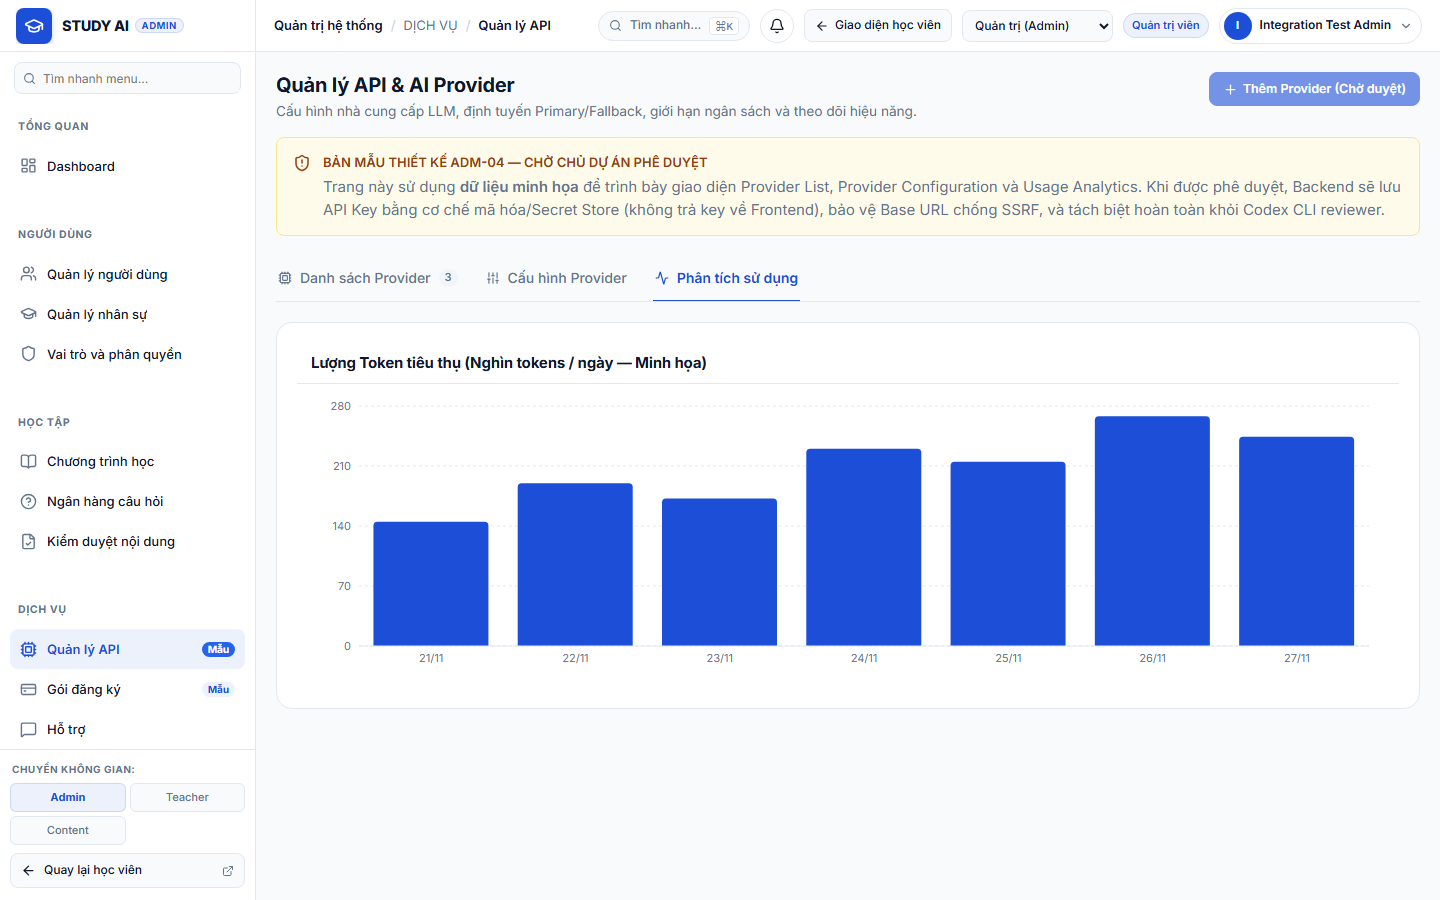 STUDY AI ADMIN
Tìm nhanh menu...
TỔNG QUAN
Dashboard
NGƯỜI DÙNG
Quản lý người dùng
Quản lý nhân sự
Vai trò và phân quyền
HỌC TẬP
Chương trình học
Ngân hàng câu hỏi
Kiểm duyệt nội dung
DỊCH VỤ
Quản lý API Mẫu
Gói đăng ký Mẫu
Hỗ trợ
CHUYỂN KHÔNG GIAN:
Admin Teacher
Content
Quay lại học viên
Quản trị hệ thống / DỊCH VỤ / Quản lý API
Tìm nhanh... ⌘K
Giao diện học viên
Quản trị (Admin)
Quản trị viên
I Integration Test Admin
Quản lý API & AI Provider
Cấu hình nhà cung cấp LLM, định tuyến Primary/Fallback, giới hạn ngân sách và theo dõi hiệu năng.
+ Thêm Provider (Chờ duyệt)
BẢN MẪU THIẾT KẾ ADM-04 — CHỜ CHỦ DỰ ÁN PHÊ DUYỆT
Trang này sử dụng dữ liệu minh họa để trình bày giao diện Provider List, Provider Configuration và Usage Analytics. Khi được phê duyệt, Backend sẽ lưu
API Key bằng cơ chế mã hóa/Secret Store (không trả key về Frontend), bảo vệ Base URL chống SSRF, và tách biệt hoàn toàn khỏi Codex CLI reviewer.
Danh sách Provider 3
Cấu hình Provider
Phân tích sử dụng
Lượng Token tiêu thụ (Nghìn tokens / ngày — Minh họa)
280
210
140
70
0
21/11 22/11 23/11 24/11 25/11 26/11 27/11